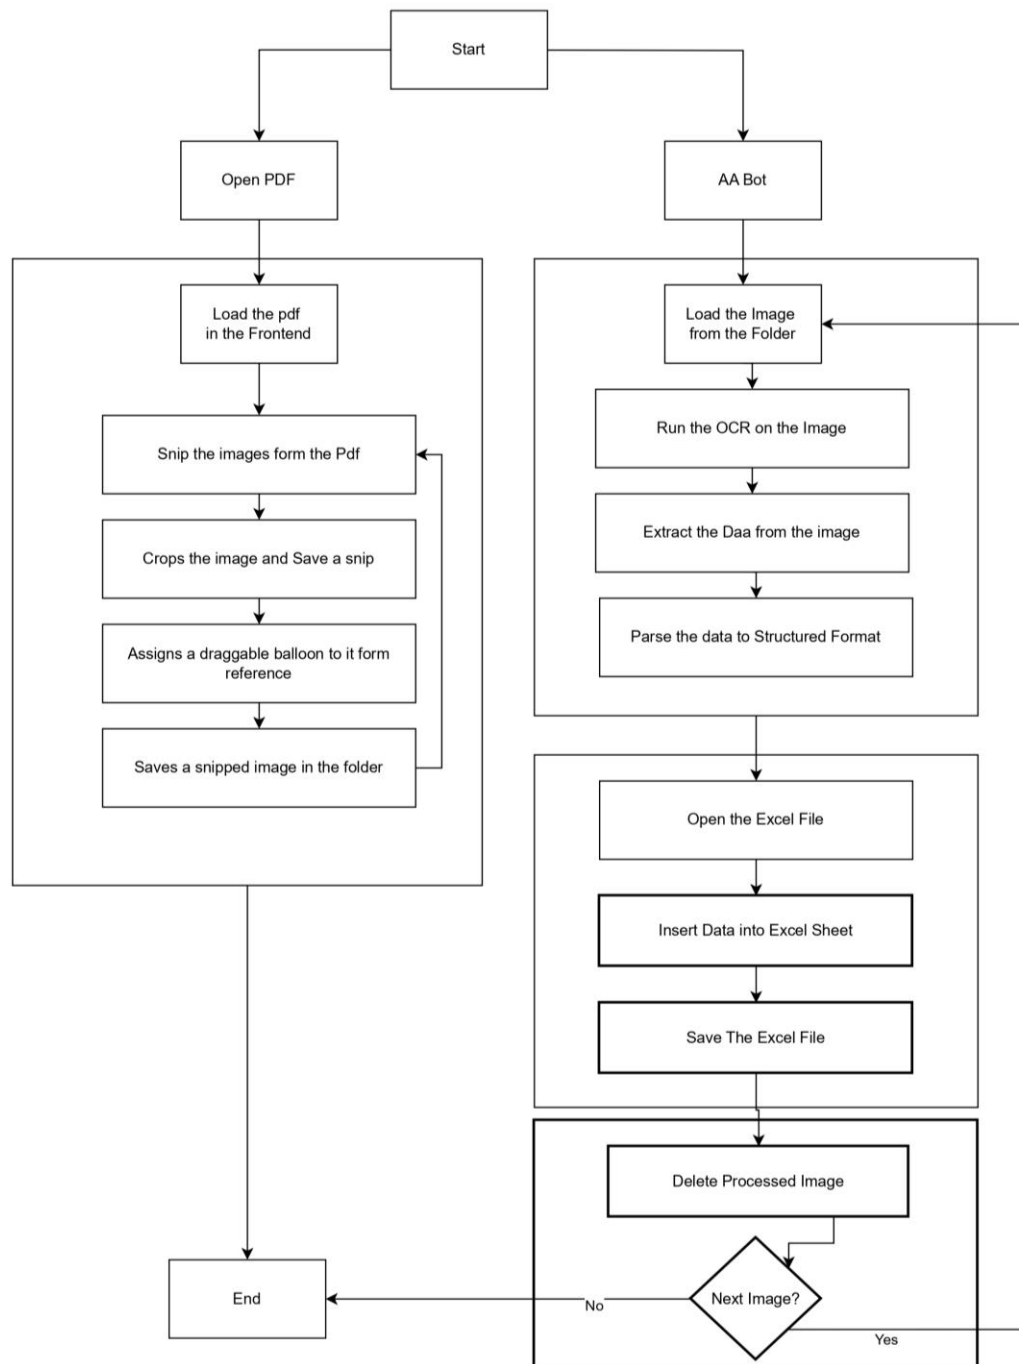 Start
Open PDF
AA Bot
Load the pdf
in the Frontend
Snip the images form the Pdf
Crops the image and Save a snip
Assigns a draggable balloon to it form
reference
Saves a snipped image in the folder
Load the Image
from the Folder
Run the OCR on the Image
Extract the Daa from the image
Parse the data to Structured Format
Open the Excel File
Insert Data into Excel Sheet
Save The Excel File
Delete Processed Image
Next Image?
No
Yes
End